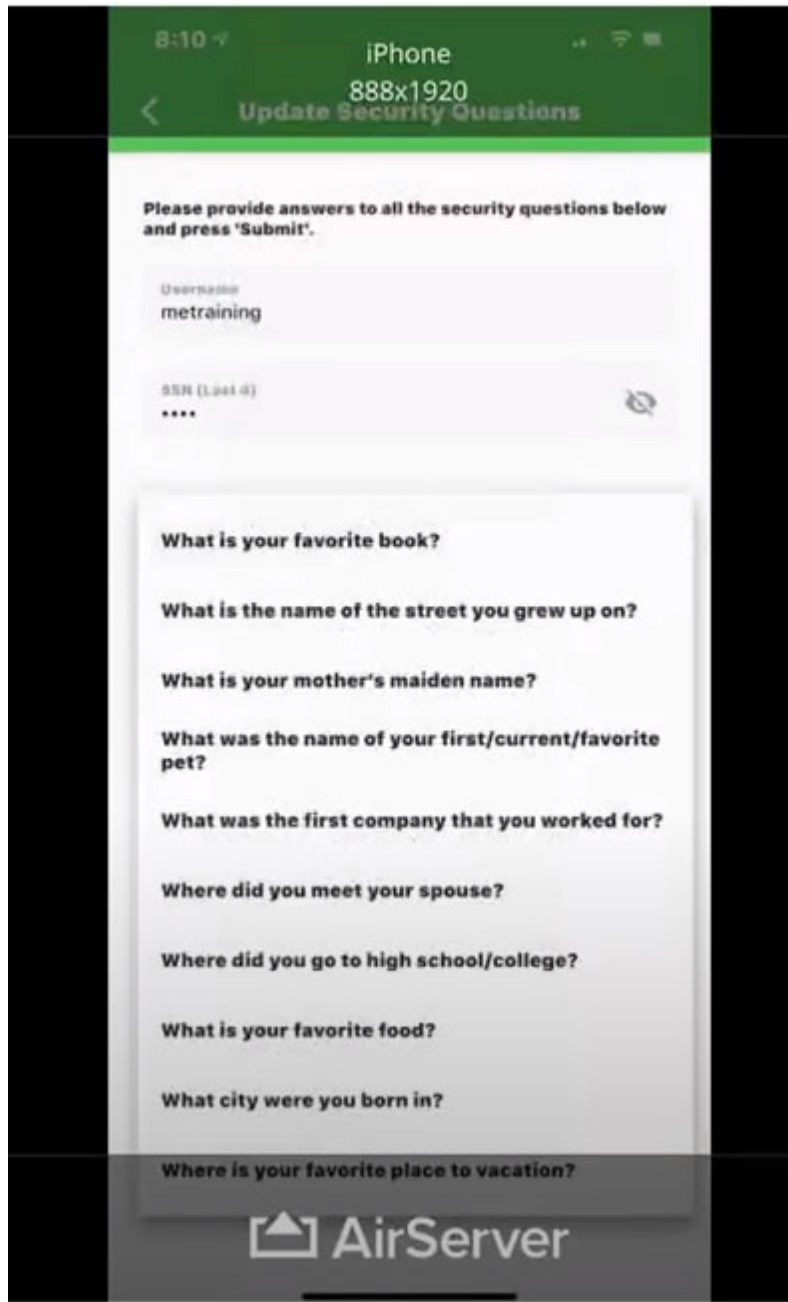 8:10
iPhone
888x1920
Update Security Questions
Please provide answers to all the security questions below
and press 'Submit'.
Username
metraining
SSN (Last 4)
••••
What is your favorite book?
What is the name of the street you grew up on?
What is your mother's maiden name?
What was the name of your first/current/favorite
pet?
What was the first company that you worked for?
Where did you meet your spouse?
Where did you go to high school/college?
What is your favorite food?
What city were you born in?
Where is your favorite place to vacation?
AirServer